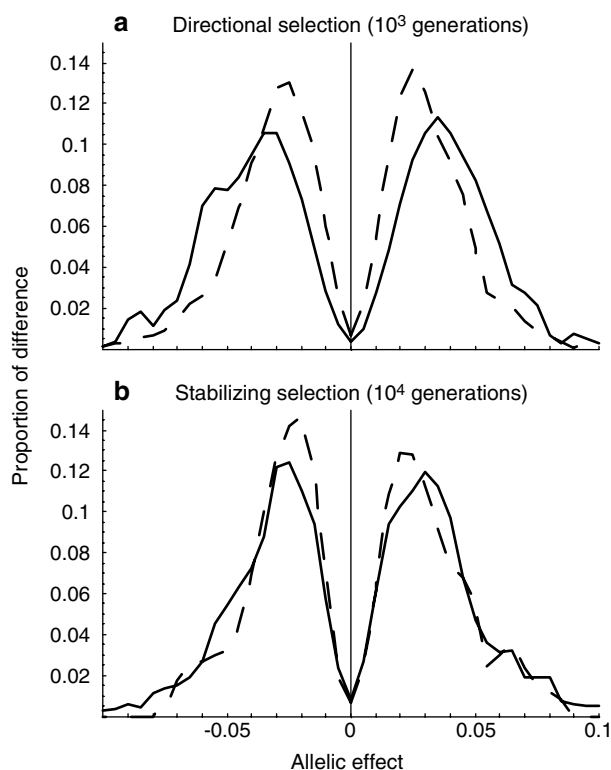 a Directional selection (10³ generations)
0.14
0.12
0.1
0.08
0.06
0.04
0.02
Proportion of difference
b Stabilizing selection (10⁴ generations)
0.14
0.12
0.1
0.08
0.06
0.04
0.02
-0.05 0.05 0.1
Allelic effect